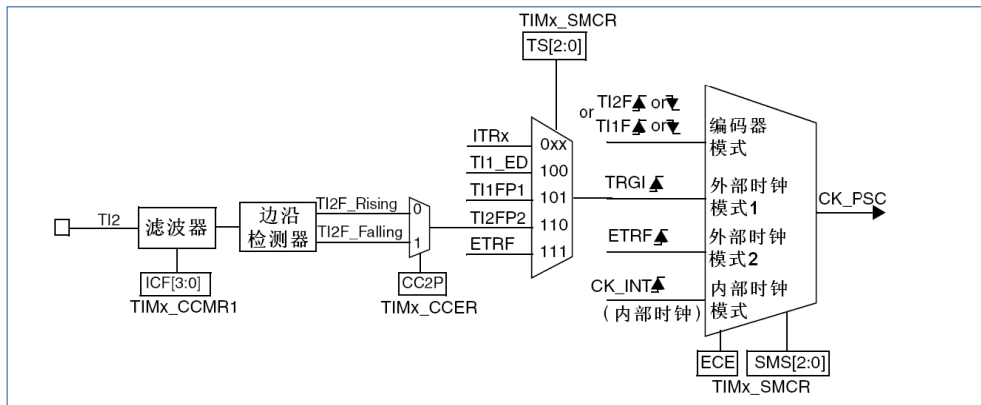 TIMx_SMCR
TS[2:0]
or TI2F or
TI1F or
编码器
模式
ITRx
0xx
TI1_ED
100
TI1FP1
101
TRGI
外部时钟
模式1
CK_PSC
TI2
滤波器
边沿
检测器
TI2F_Rising
0
TI2F_Falling
1
TI2FP2
110
ETRF
111
ETRF
外部时钟
模式2
ICF[3:0]
TIMx_CCMR1
CC2P
TIMx_CCER
CK_INT
(内部时钟)
内部时钟
模式
ECE
SMS[2:0]
TIMx_SMCR